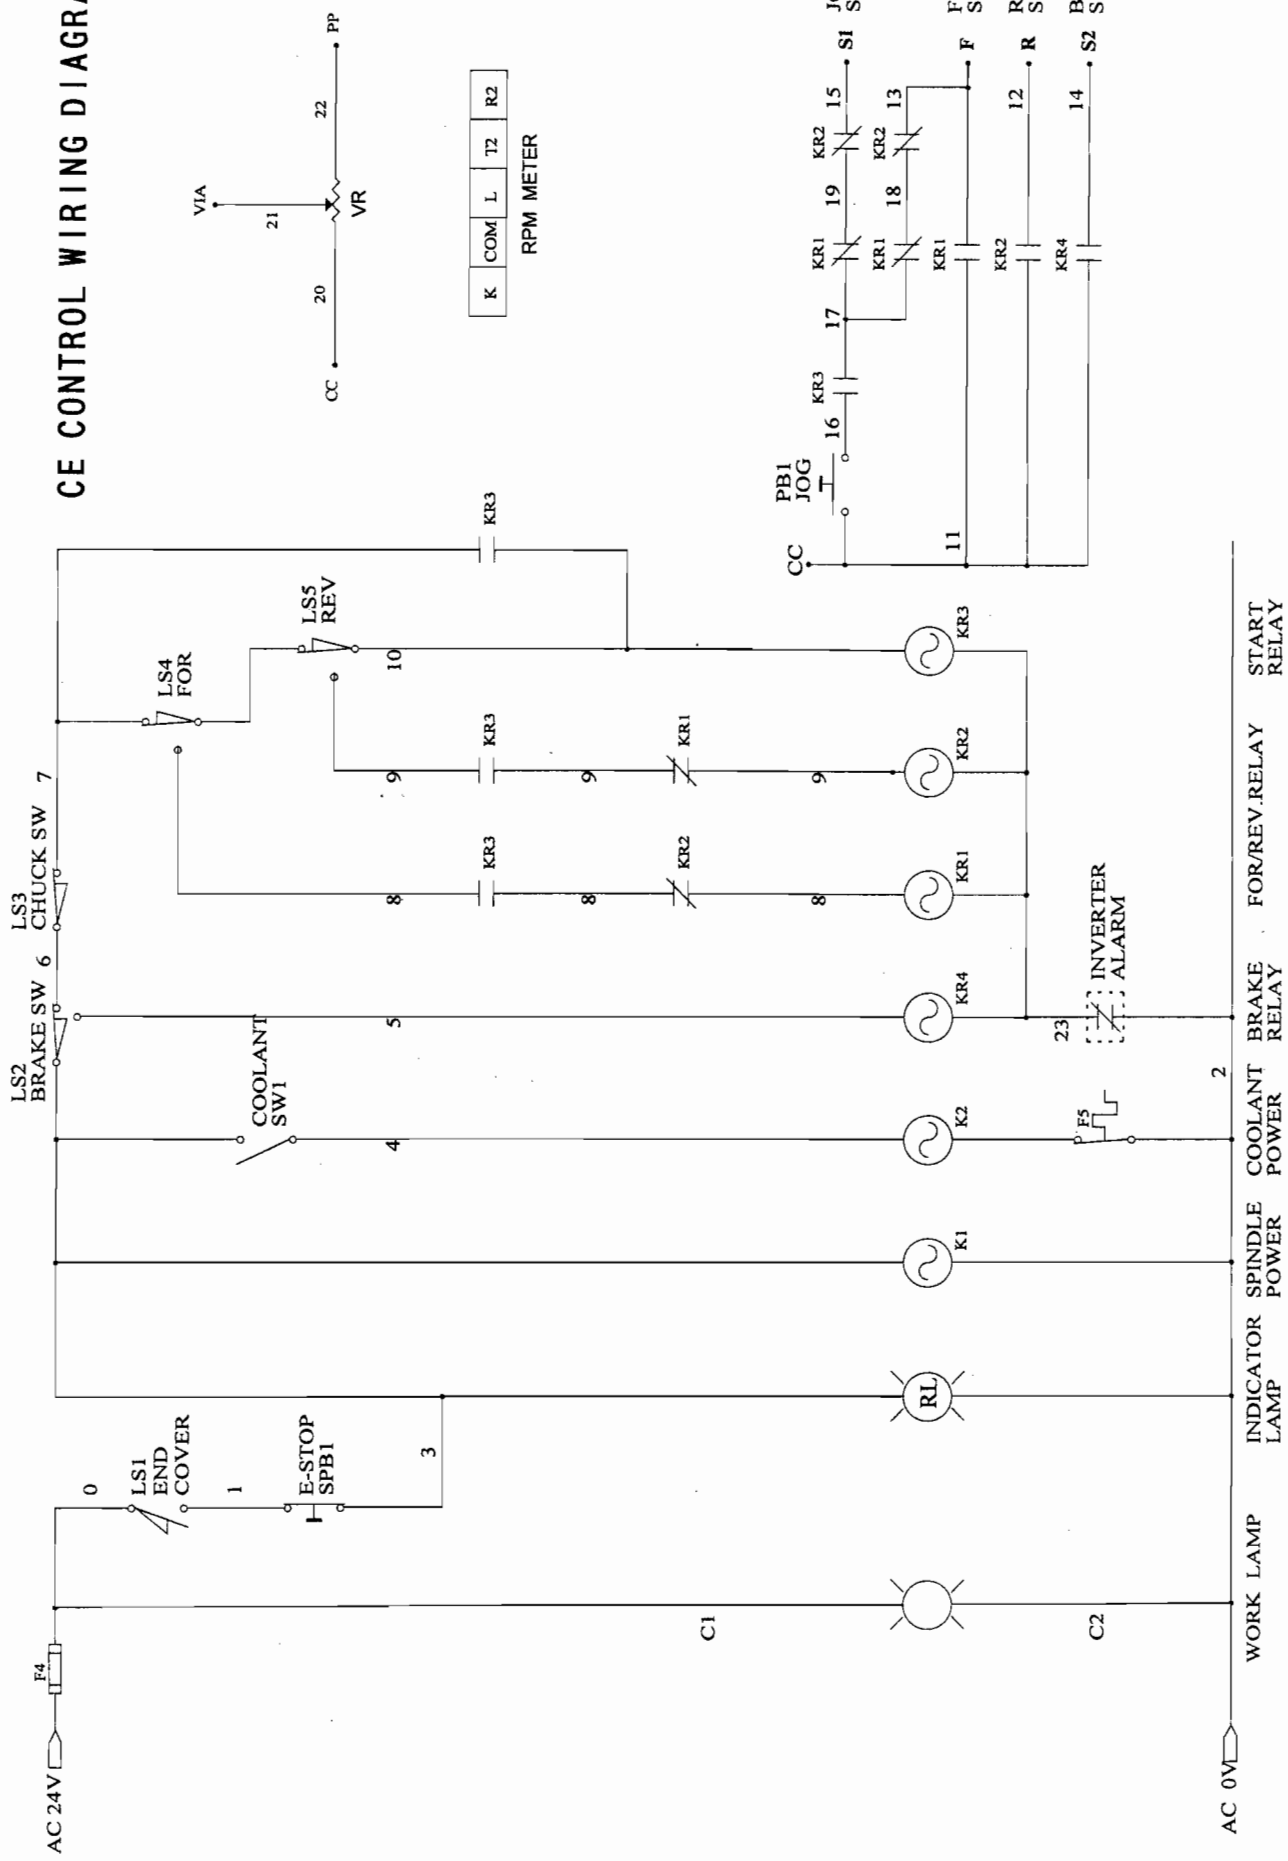 CE CONTROL WIRING DIAGRA
AC 24V
F4
0
LS1
END
COVER
1
E-STOP
SPB1
3
C1
C2
RL
LS2
BRAKE SW
6
LS3
CHUCK SW
7
COOLANT
SW1
4
5
LS4
FOR
LS5
REV
8
KR3
8
KR2
8
9
KR3
9
KR1
9
10
KR3
K1
K2
KR4
KR1
KR2
KR3
F5
23
INVERTER
ALARM
2
AC 0V
WORK LAMP
INDICATOR
LAMP
SPINDLE
POWER
COOLANT
POWER
BRAKE
RELAY
FOR/REV.RELAY
START
RELAY
VIA
21
CC
20
VR
22
PP
K
COM
L
T2
R2
RPM METER
PB1
JOG
16
KR3
17
KR1
19
KR2
15
S1
KR1
18
KR2
13
CC
11
KR1
F
KR2
12
R
KR4
14
S2